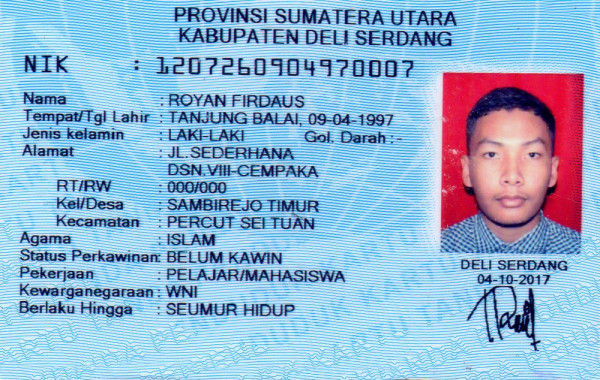 PROVINSI SUMATERA UTARA
KABUPATEN DELI SERDANG
NIK : 1207260904970007
Nama : ROYAN FIRDAUS
Tempat/Tgl Lahir : TANJUNG BALAI, 09-04-1997
Jenis kelamin : LAKI-LAKI Gol. Darah : -
Alamat : JL.SEDERHANA
DSN.VIII-CEMPAKA
RT/RW : 000/000
Kel/Desa : SAMBIREJO TIMUR
Kecamatan : PERCUT SEI TUAN
Agama : ISLAM
Status Perkawinan: BELUM KAWIN
Pekerjaan : PELAJAR/MAHASISWA
Kewarganegaraan: WNI
Berlaku Hingga : SEUMUR HIDUP
DELI SERDANG
04-10-2017